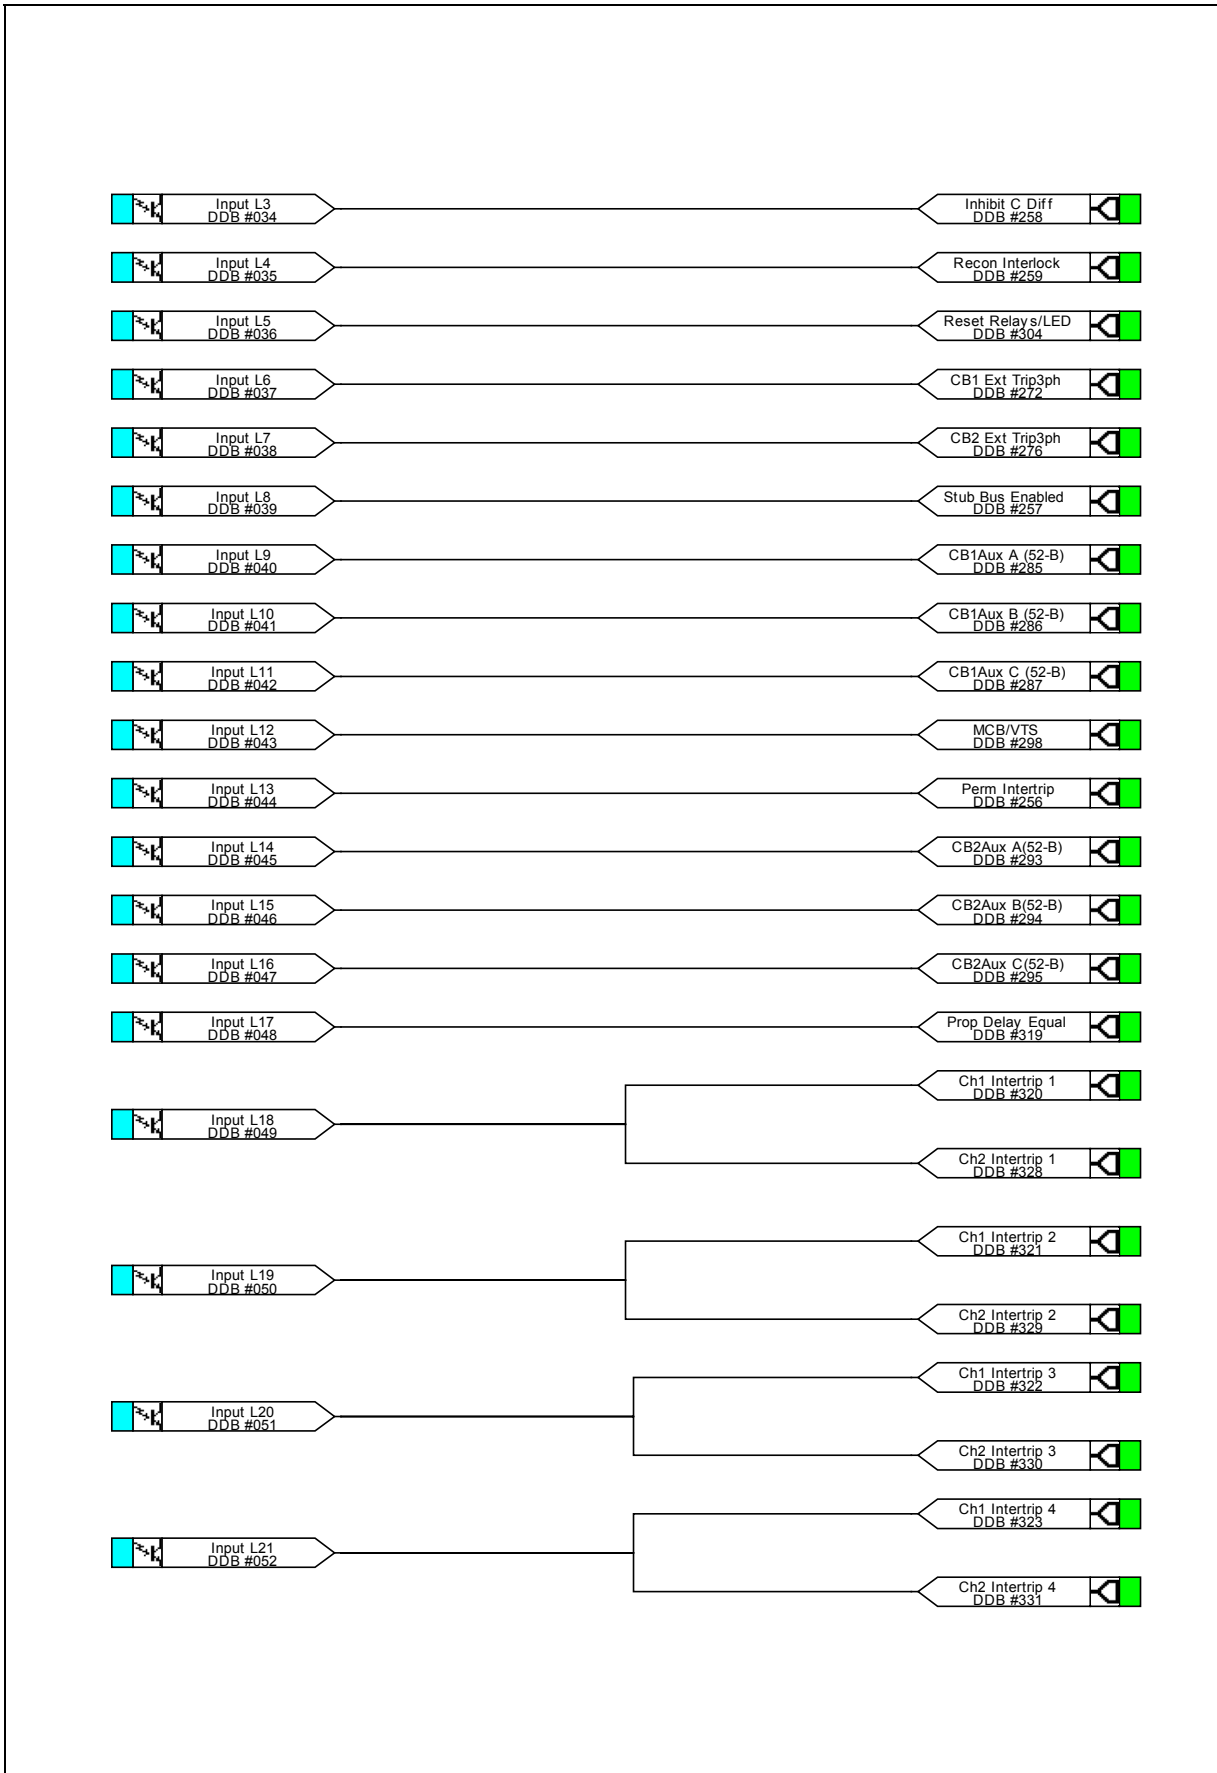 Input L3
DDB #034
Inhibit C Diff
DDB #258
Input L4
DDB #035
Recon Interlock
DDB #259
Input L5
DDB #036
Reset Relays/LED
DDB #304
Input L6
DDB #037
CB1 Ext Trip3ph
DDB #272
Input L7
DDB #038
CB2 Ext Trip3ph
DDB #276
Input L8
DDB #039
Stub Bus Enabled
DDB #257
Input L9
DDB #040
CB1Aux A (52-B)
DDB #285
Input L10
DDB #041
CB1Aux B (52-B)
DDB #286
Input L11
DDB #042
CB1Aux C (52-B)
DDB #287
Input L12
DDB #043
MCB/VTS
DDB #298
Input L13
DDB #044
Perm Intertrip
DDB #256
Input L14
DDB #045
CB2Aux A(52-B)
DDB #293
Input L15
DDB #046
CB2Aux B(52-B)
DDB #294
Input L16
DDB #047
CB2Aux C(52-B)
DDB #295
Input L17
DDB #048
Prop Delay Equal
DDB #319
Input L18
DDB #049
Ch1 Intertrip 1
DDB #320
Ch2 Intertrip 1
DDB #328
Input L19
DDB #050
Ch1 Intertrip 2
DDB #321
Ch2 Intertrip 2
DDB #329
Input L20
DDB #051
Ch1 Intertrip 3
DDB #322
Ch2 Intertrip 3
DDB #330
Input L21
DDB #052
Ch1 Intertrip 4
DDB #323
Ch2 Intertrip 4
DDB #331